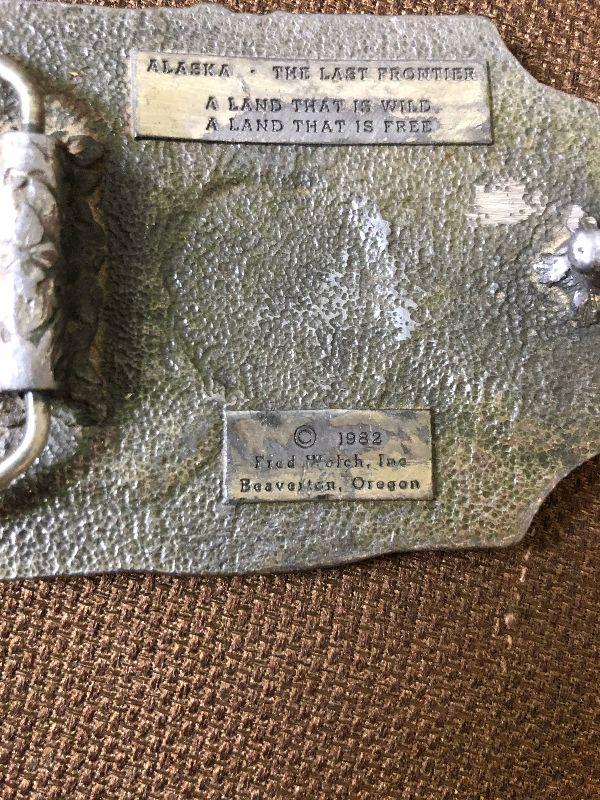 ALASKA · THE LAST FRONTIER
A LAND THAT IS WILD
A LAND THAT IS FREE
© 1982
Fred Welch, Inc
Beaverton, Oregon